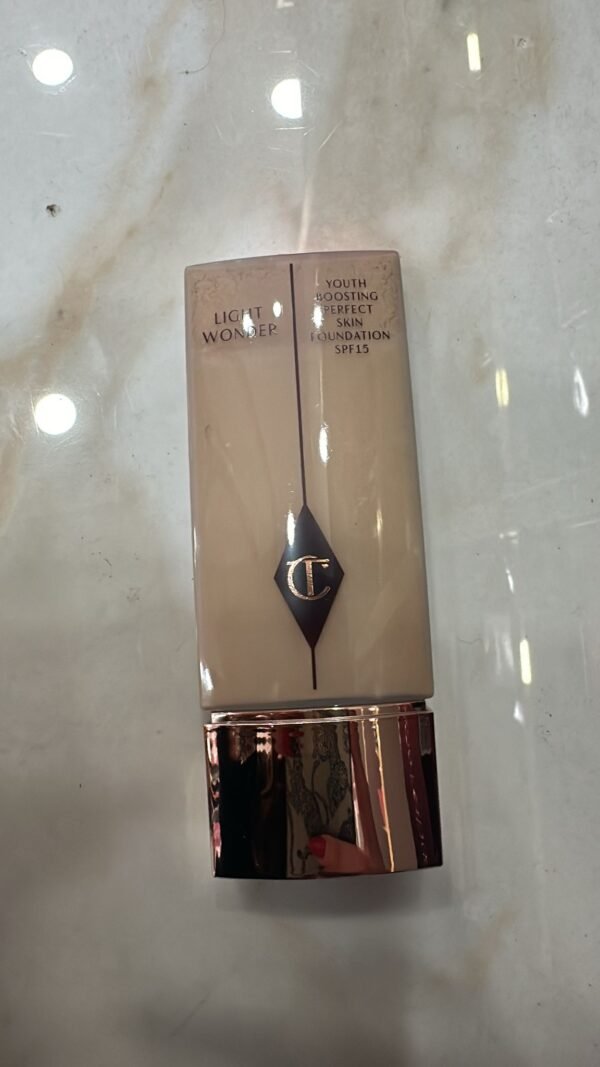 LIGHT
WONDER
YOUTH
BOOSTING
PERFECT
SKIN
FOUNDATION
SPF15
CT